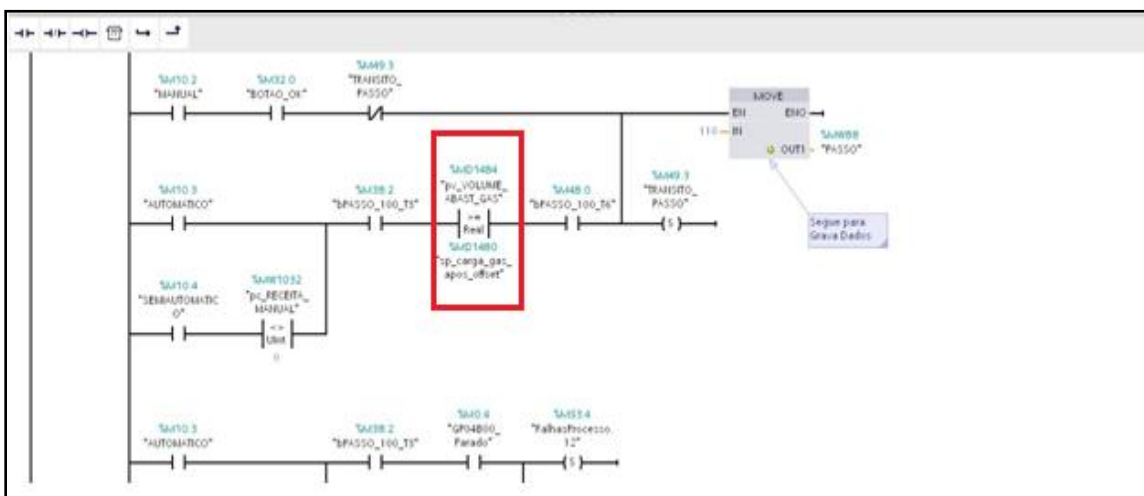 %M10.2
"MANUAL"
%M32.0
"BOTAO_OK"
%M49.3
"TRANSITO_
PASSO"
MOVE
EN
ENO
110
IN
OUT1
"PASSO"
%M10.3
"AUTOMATICO"
%M38.2
"bPASSO_100_T5"
%MD1484
"pv_VOLUME_
ABAST_GAS"
>=
Real
%MD1480
"sp_carga_gas_
apos_offset"
%M48.0
"bPASSO_100_T6"
%M49.3
"TRANSITO_
PASSO"
S
Segue para
Grava Dados
%M10.4
"SEMIAUTOMATIC
O"
%MW1032
"pc_RECEITA_
MANUAL"
<>
UInt
0
%M10.3
"AUTOMATICO"
%M38.2
"bPASSO_100_T5"
%M0.4
"GP04B00_
Parado"
%M53.4
"FalhasProcesso.
12"
S